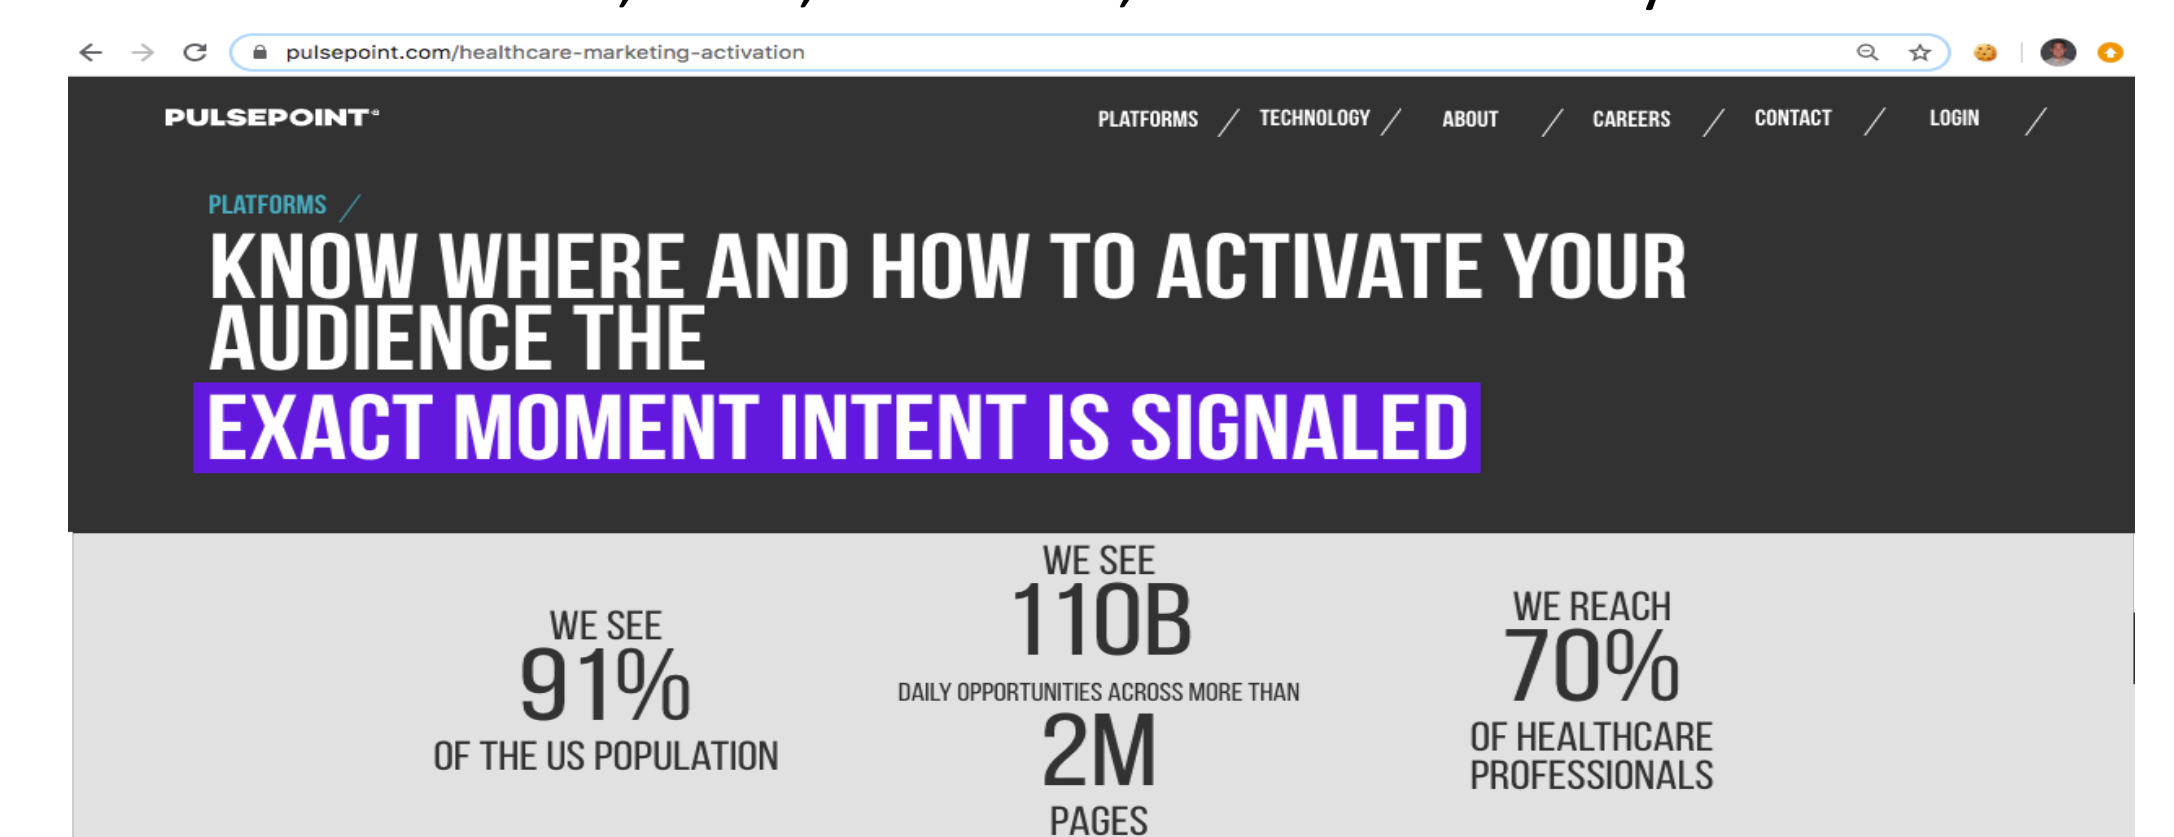 pulsepoint.com/healthcare-marketing-activation
PULSEPOINT
PLATFORMS / TECHNOLOGY / ABOUT / CAREERS / CONTACT / LOGIN /
PLATFORMS /
KNOW WHERE AND HOW TO ACTIVATE YOUR
AUDIENCE THE
EXACT MOMENT INTENT IS SIGNALED
WE SEE
91%
OF THE US POPULATION
WE SEE
110B
DAILY OPPORTUNITIES ACROSS MORE THAN
2M
PAGES
WE REACH
70%
OF HEALTHCARE
PROFESSIONALS